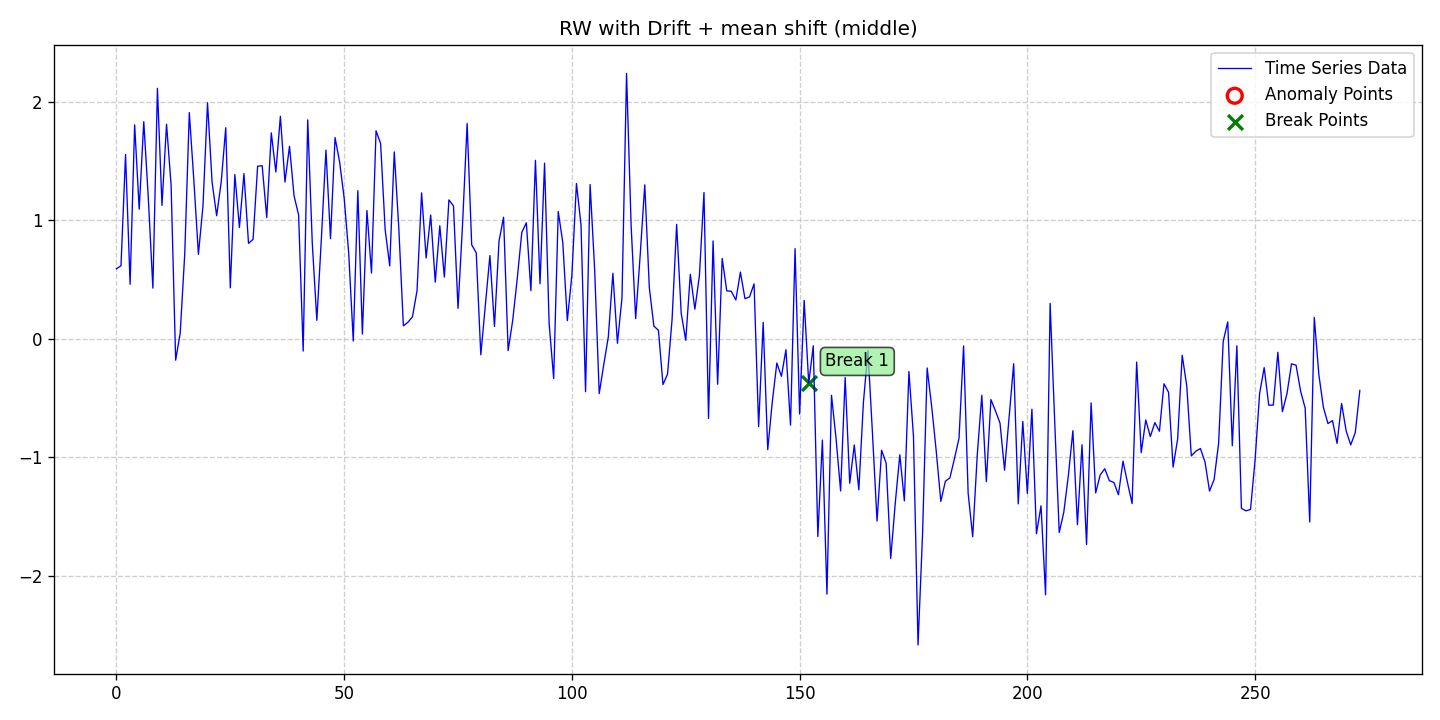 RW with Drift + mean shift (middle)
Time Series Data
Anomaly Points
Break Points
Break 1
2
1
0
−1
−2
0
50
100
150
200
250